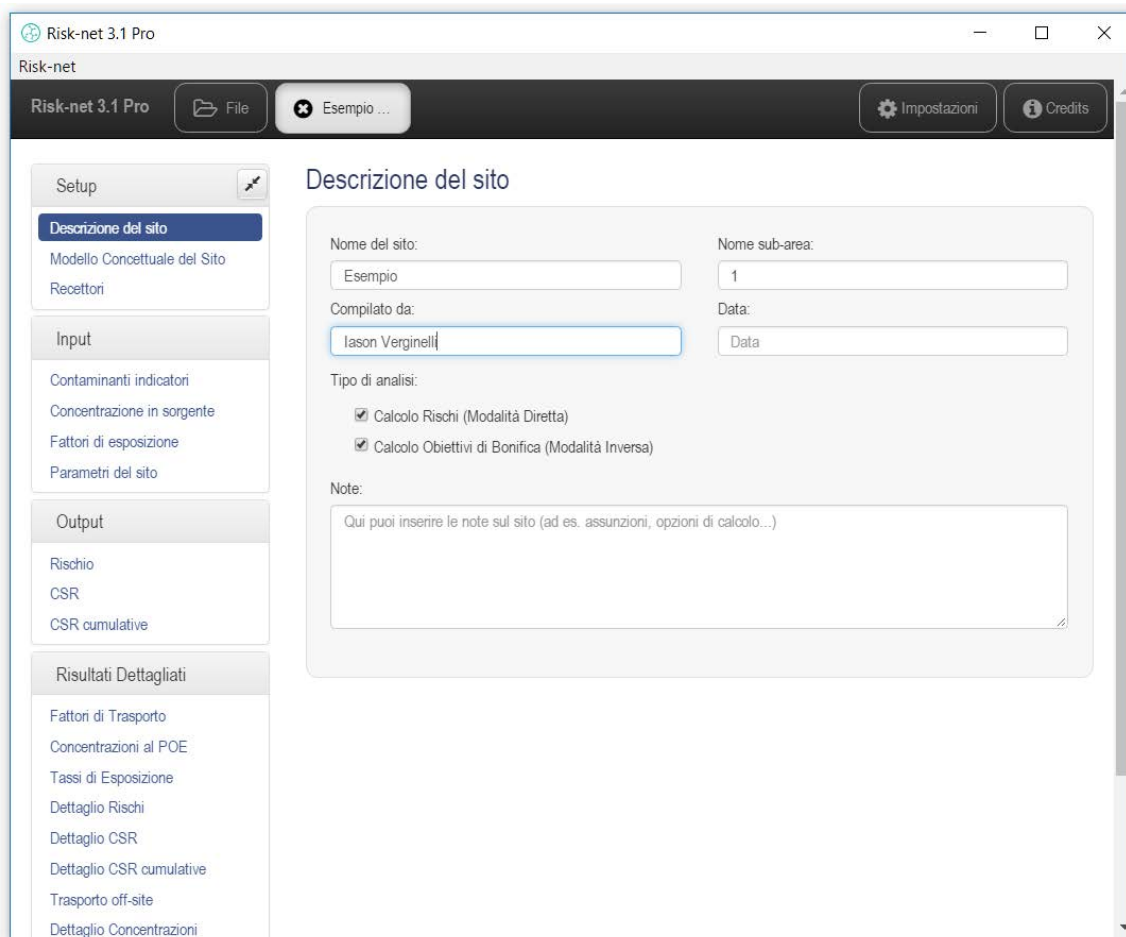 Risk-net 3.1 Pro
Risk-net
Risk-net 3.1 Pro
File
Esempio ...
Impostazioni
Credits
Setup
Descrizione del sito
Modello Concettuale del Sito
Recettori
Input
Contaminanti indicatori
Concentrazione in sorgente
Fattori di esposizione
Parametri del sito
Output
Rischio
CSR
CSR cumulative
Risultati Dettagliati
Fattori di Trasporto
Concentrazioni al POE
Tassi di Esposizione
Dettaglio Rischi
Dettaglio CSR
Dettaglio CSR cumulative
Trasporto off-site
Dettaglio Concentrazioni
Descrizione del sito
Nome del sito:
Esempio
Nome sub-area:
1
Compilato da:
Iason Verginelli
Data:
Data
Tipo di analisi:
Calcolo Rischi (Modalità Diretta)
Calcolo Obiettivi di Bonifica (Modalità Inversa)
Note:
Qui puoi inserire le note sul sito (ad es. assunzioni, opzioni di calcolo...)